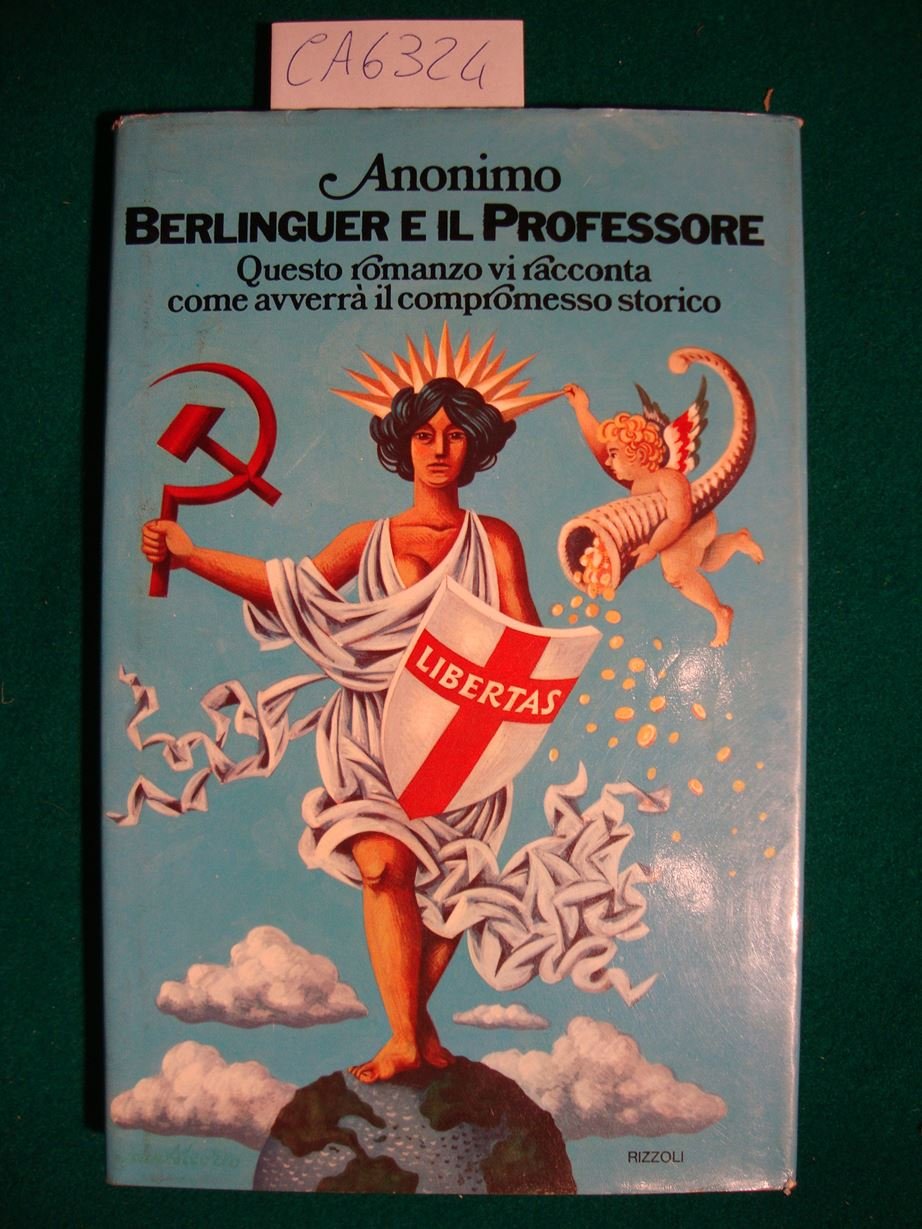 CA6324
Anonimo
BERLINGUER E IL PROFESSORE
Questo romanzo vi racconta
come avverrà il compromesso storico
LIBERTAS
RIZZOLI